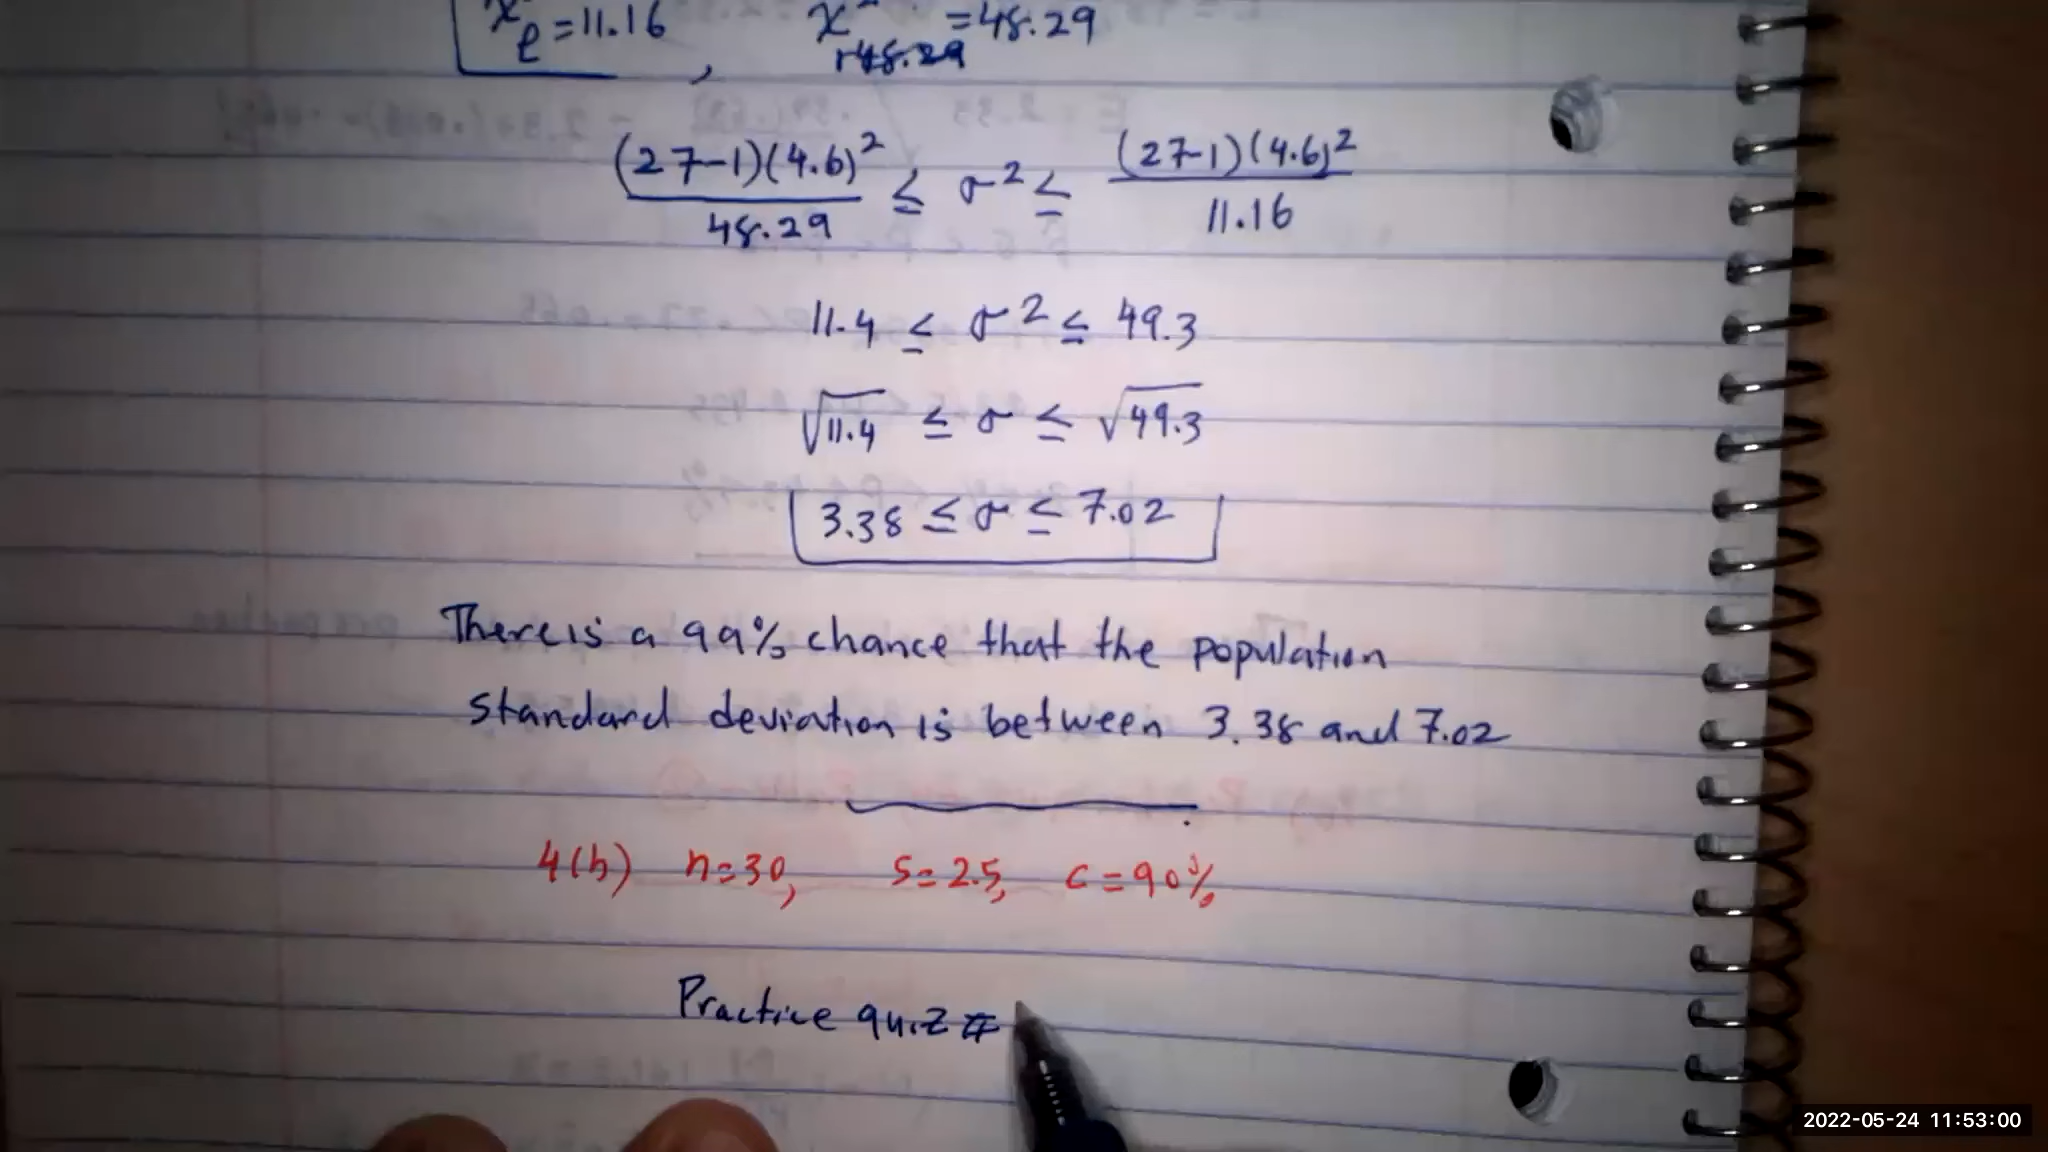 x e = 11.16 , x 2 = 48.29
r 48.29
(27-1)(4.6)² / 48.29 ≤ σ² ≤ (27-1)(4.6)² / 11.16
11.4 ≤ σ² ≤ 49.3
√11.4 ≤ σ ≤ √49.3
3.38 ≤ σ ≤ 7.02
There is a 99% chance that the population
standard deviation is between 3.38 and 7.02
4(b) n=30, s=2.5, c=90%
Practice quiz #
2022-05-24 11:53:00